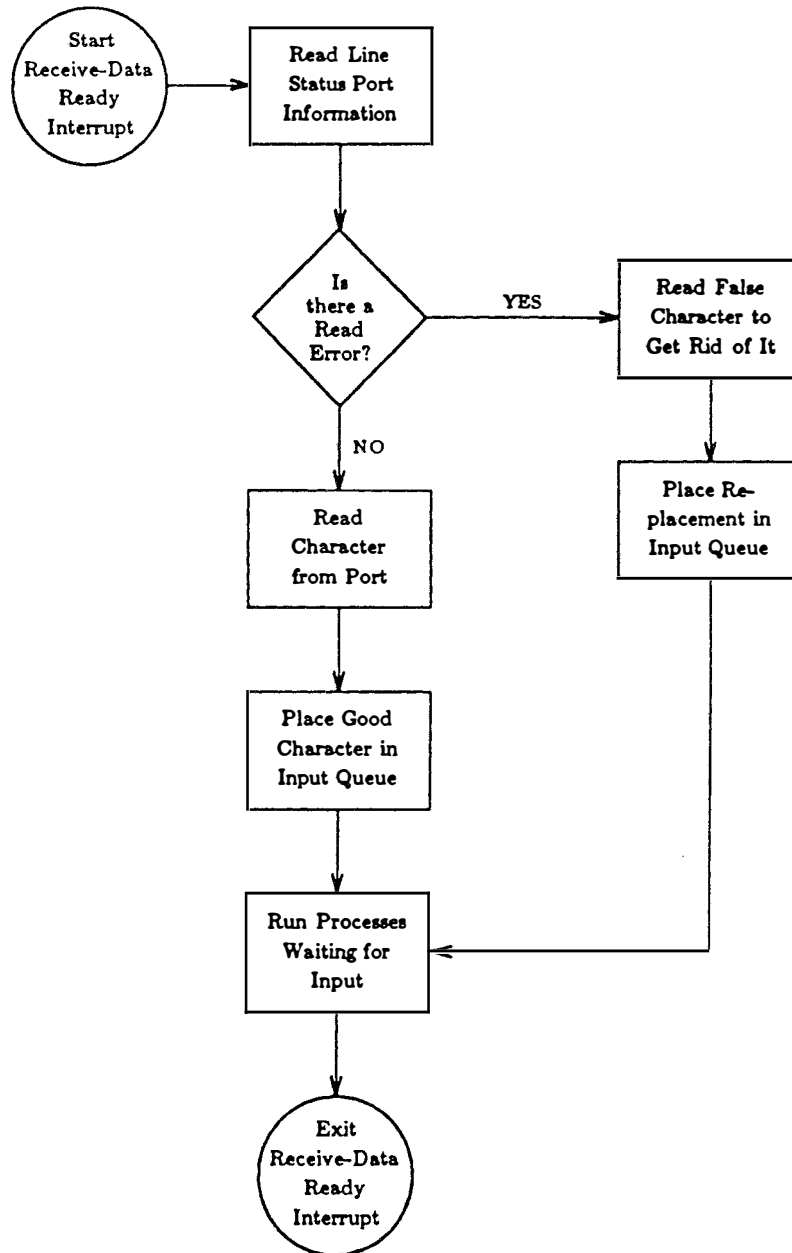 Start
Receive-Data
Ready
Interrupt
Read Line
Status Port
Information
Is
there a
Read
Error?
YES
Read False
Character to
Get Rid of It
NO
Place Re-
placement in
Input Queue
Read
Character
from Port
Place Good
Character in
Input Queue
Run Processes
Waiting for
Input
Exit
Receive-Data
Ready
Interrupt